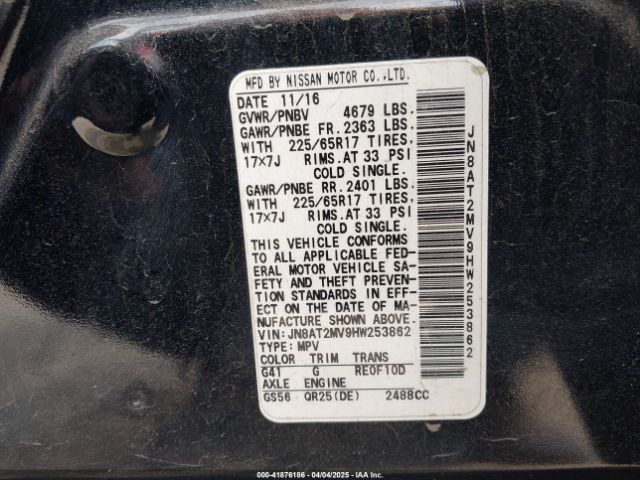 MFD BY NISSAN MOTOR CO.,LTD.
DATE 11/16
GVWR/PNBV 4679 LBS.
GAWR/PNBE FR. 2363 LBS.
WITH 225/65R17 TIRES,
17×7J RIMS. AT 33 PSI
COLD SINGLE.
GAWR/PNBE RR. 2401 LBS.
WITH 225/65R17 TIRES,
17×7J RIMS. AT 33 PSI
COLD SINGLE.
THIS VEHICLE CONFORMS
TO ALL APPLICABLE FED-
ERAL MOTOR VEHICLE SA-
FETY AND THEFT PREVEN-
TION STANDARDS IN EFF-
ECT ON THE DATE OF MA-
NUFACTURE SHOWN ABOVE.
VIN: JN8AT2MV9HW253862
TYPE: MPV
COLOR TRIM TRANS
G41 G RE0F10D
AXLE ENGINE
GS56 QR25(DE) 2488CC
JN8AT2MV9HW253862
000-41876186 - 04/04/2025 - IAA Inc.